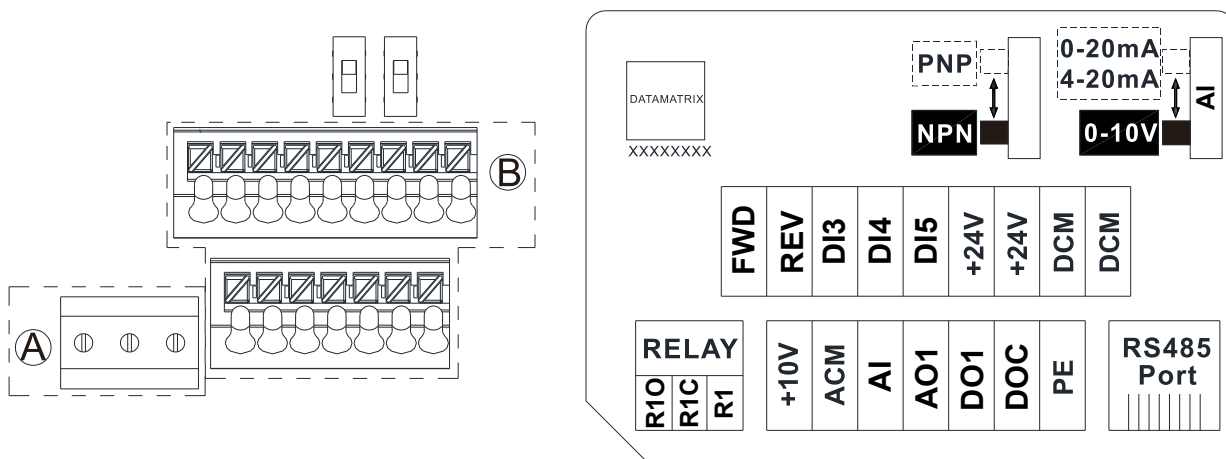 B
A
DATAMATRIX
XXXXXXXX
PNP
NPN
0-20mA
4-20mA
0-10V
AI
FWD
REV
DI3
DI4
DI5
+24V
+24V
DCM
DCM
RELAY
R1O
R1C
R1
+10V
ACM
AI
AO1
DO1
DOC
PE
RS485
Port